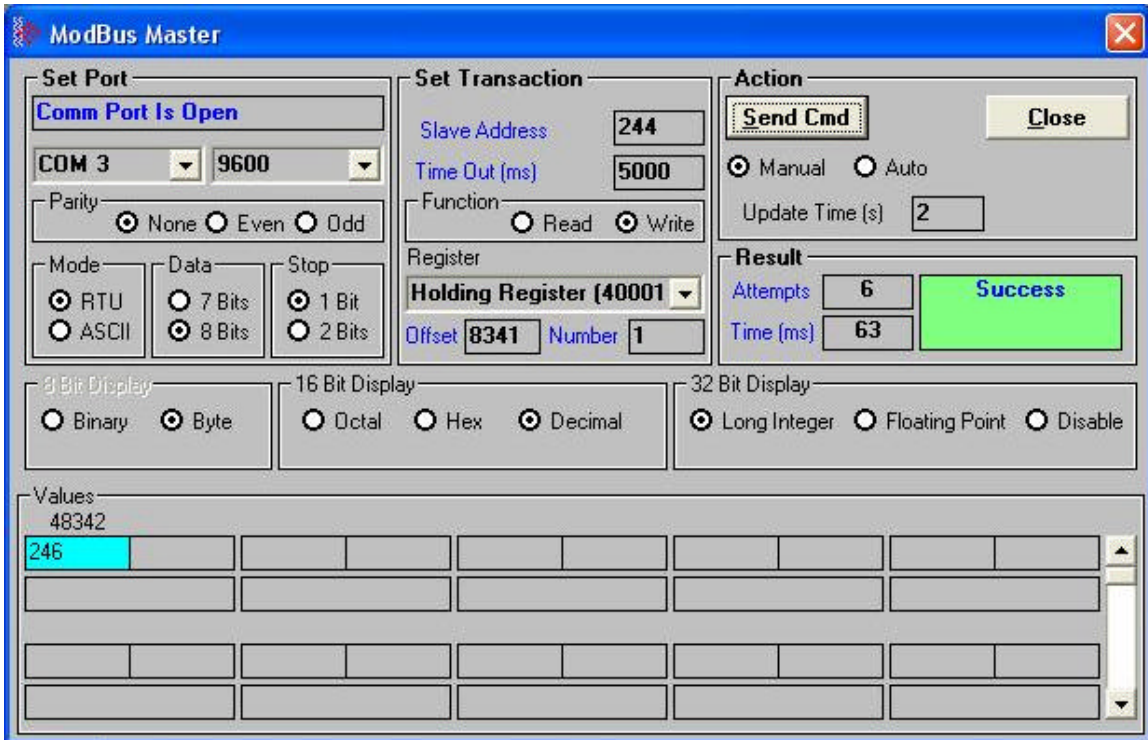 ModBus Master
Set Port
Comm Port Is Open
COM 3 9600
Parity
None Even Odd
Mode
RTU
ASCII
Data
7 Bits
8 Bits
Stop
1 Bit
2 Bits
Set Transaction
Slave Address 244
Time Out (ms) 5000
Function
Read Write
Register
Holding Register (40001
Offset 8341 Number 1
Action
Send Cmd Close
Manual Auto
Update Time (s) 2
Result
Attempts 6 Success
Time (ms) 63
8 Bit Display
Binary Byte
16 Bit Display
Octal Hex Decimal
32 Bit Display
Long Integer Floating Point Disable
Values
48342
246